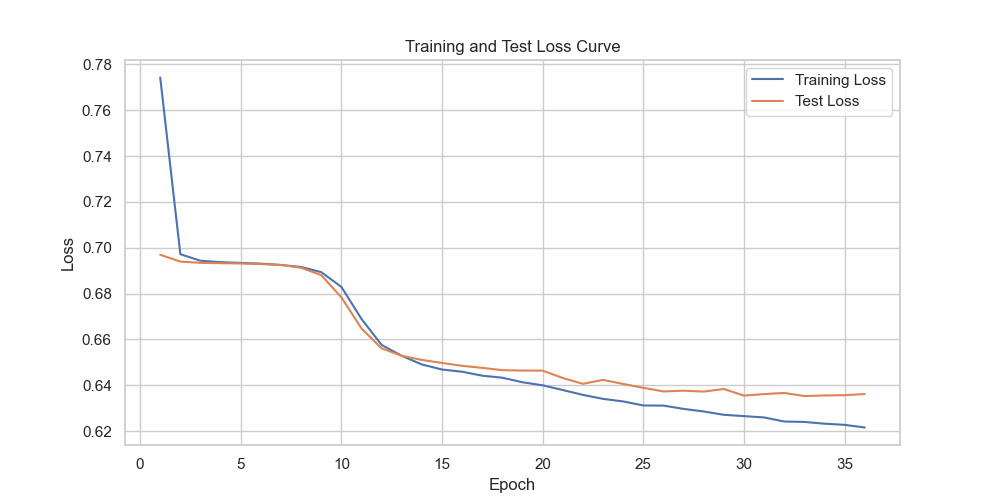 Training and Test Loss Curve
Training Loss
Test Loss
Loss
0.78
0.76
0.74
0.72
0.70
0.68
0.66
0.64
0.62
0 5 10 15 20 25 30 35
Epoch